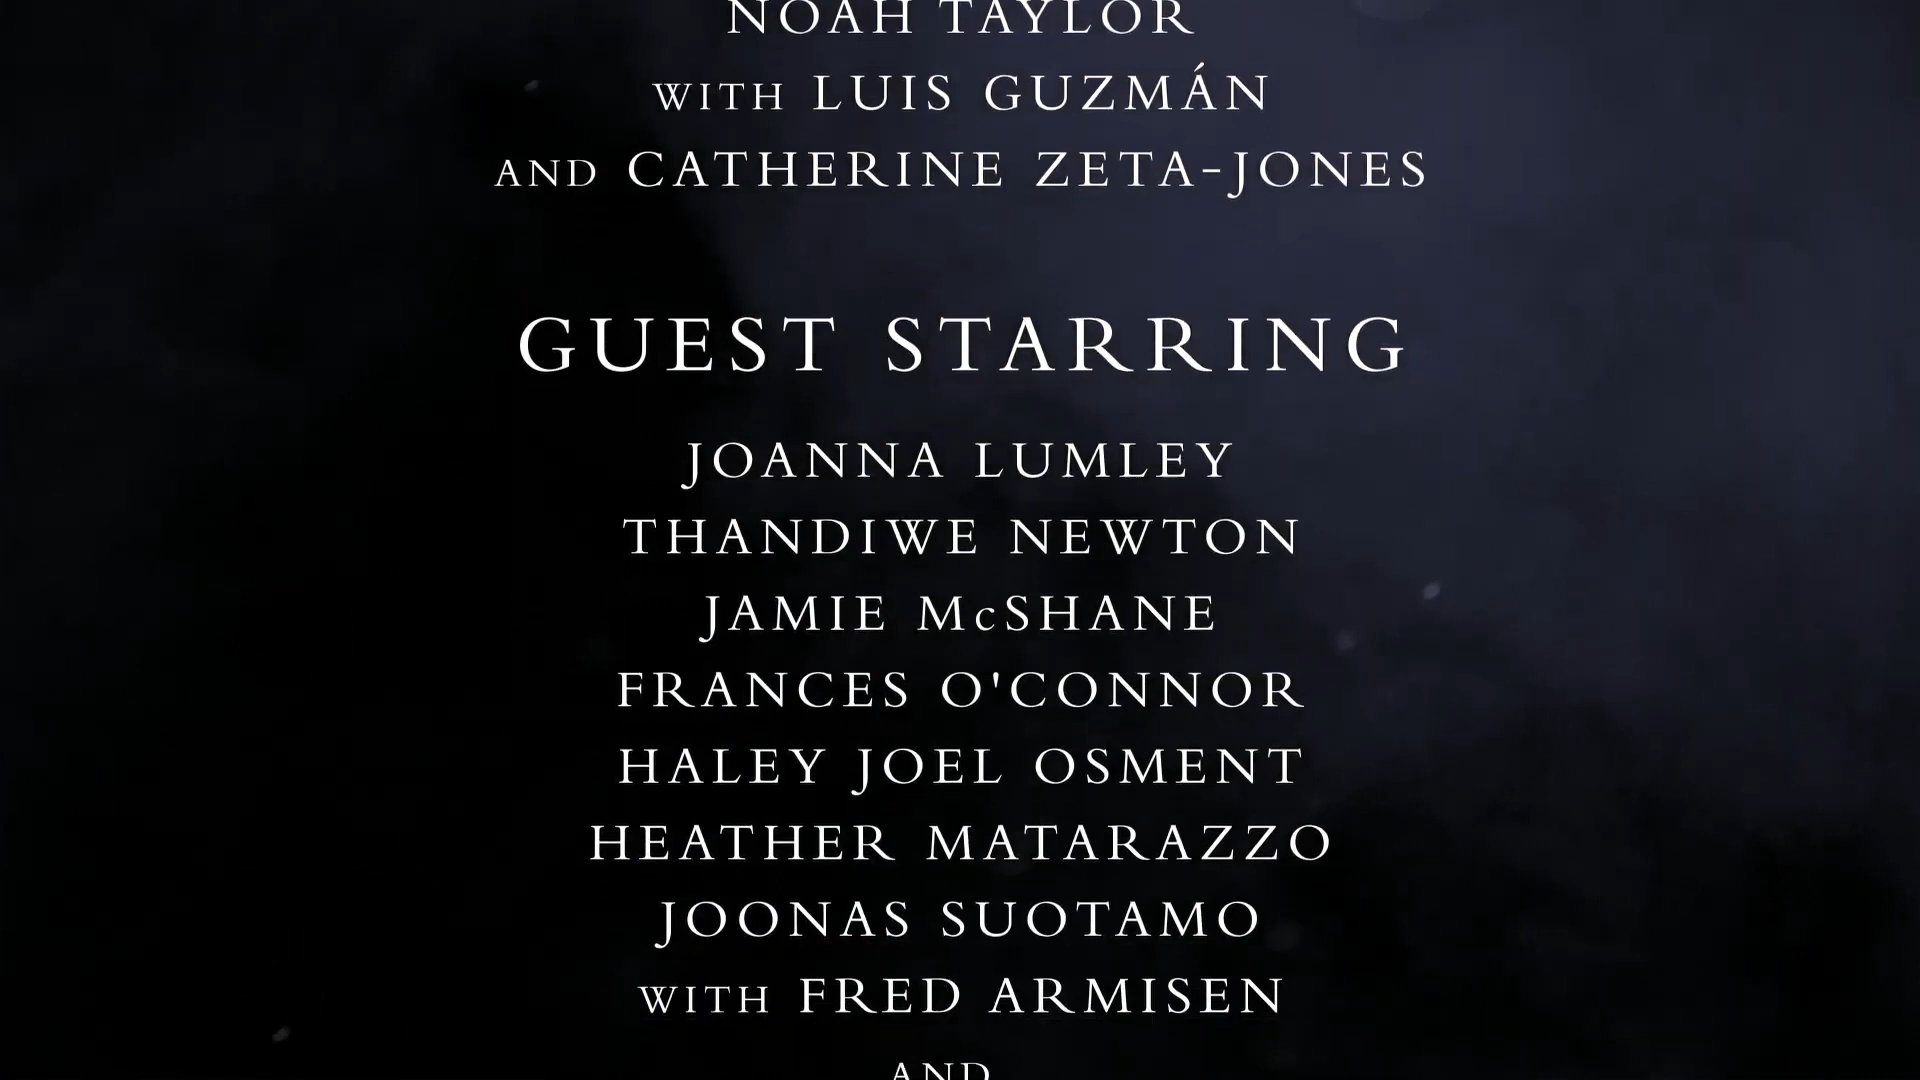 NOAH TAYLOR
WITH LUIS GUZMÁN
AND CATHERINE ZETA-JONES
GUEST STARRING
JOANNA LUMLEY
THANDIWE NEWTON
JAMIE McSHANE
FRANCES O'CONNOR
HALEY JOEL OSMENT
HEATHER MATARAZZO
JOONAS SUOTAMO
WITH FRED ARMISEN
AND